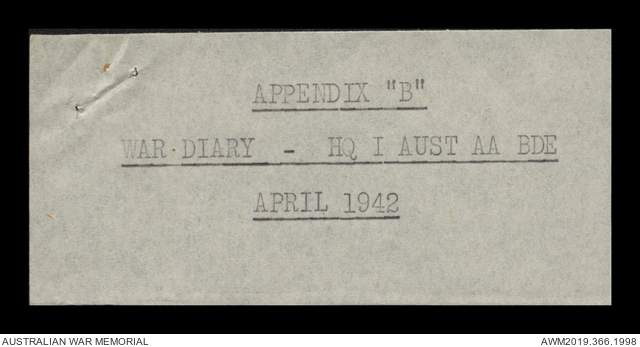 APPENDIX "B"
WAR DIARY - HQ I AUST AA BDE
APRIL 1942
AUSTRALIAN WAR MEMORIAL
AWM2019.366.1998